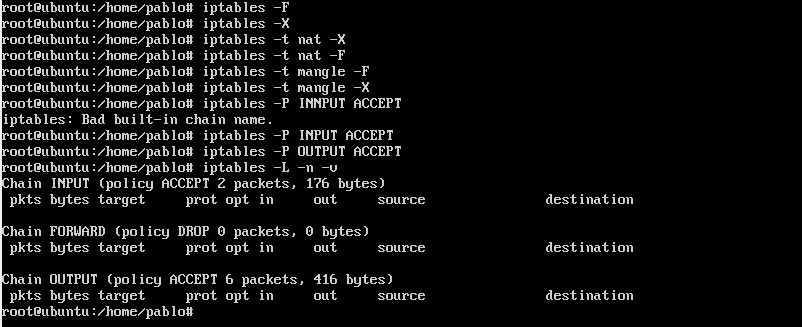 root@ubuntu:/home/pablo# iptables -F
root@ubuntu:/home/pablo# iptables -X
root@ubuntu:/home/pablo# iptables -t nat -X
root@ubuntu:/home/pablo# iptables -t nat -F
root@ubuntu:/home/pablo# iptables -t mangle -F
root@ubuntu:/home/pablo# iptables -t mangle -X
root@ubuntu:/home/pablo# iptables -P INNPUT ACCEPT
iptables: Bad built-in chain name.
root@ubuntu:/home/pablo# iptables -P INPUT ACCEPT
root@ubuntu:/home/pablo# iptables -P OUTPUT ACCEPT
root@ubuntu:/home/pablo# iptables -L -n -v
Chain INPUT (policy ACCEPT 2 packets, 176 bytes)
 pkts bytes target     prot opt in     out     source               destination
Chain FORWARD (policy DROP 0 packets, 0 bytes)
 pkts bytes target     prot opt in     out     source               destination
Chain OUTPUT (policy ACCEPT 6 packets, 416 bytes)
 pkts bytes target     prot opt in     out     source               destination
root@ubuntu:/home/pablo#